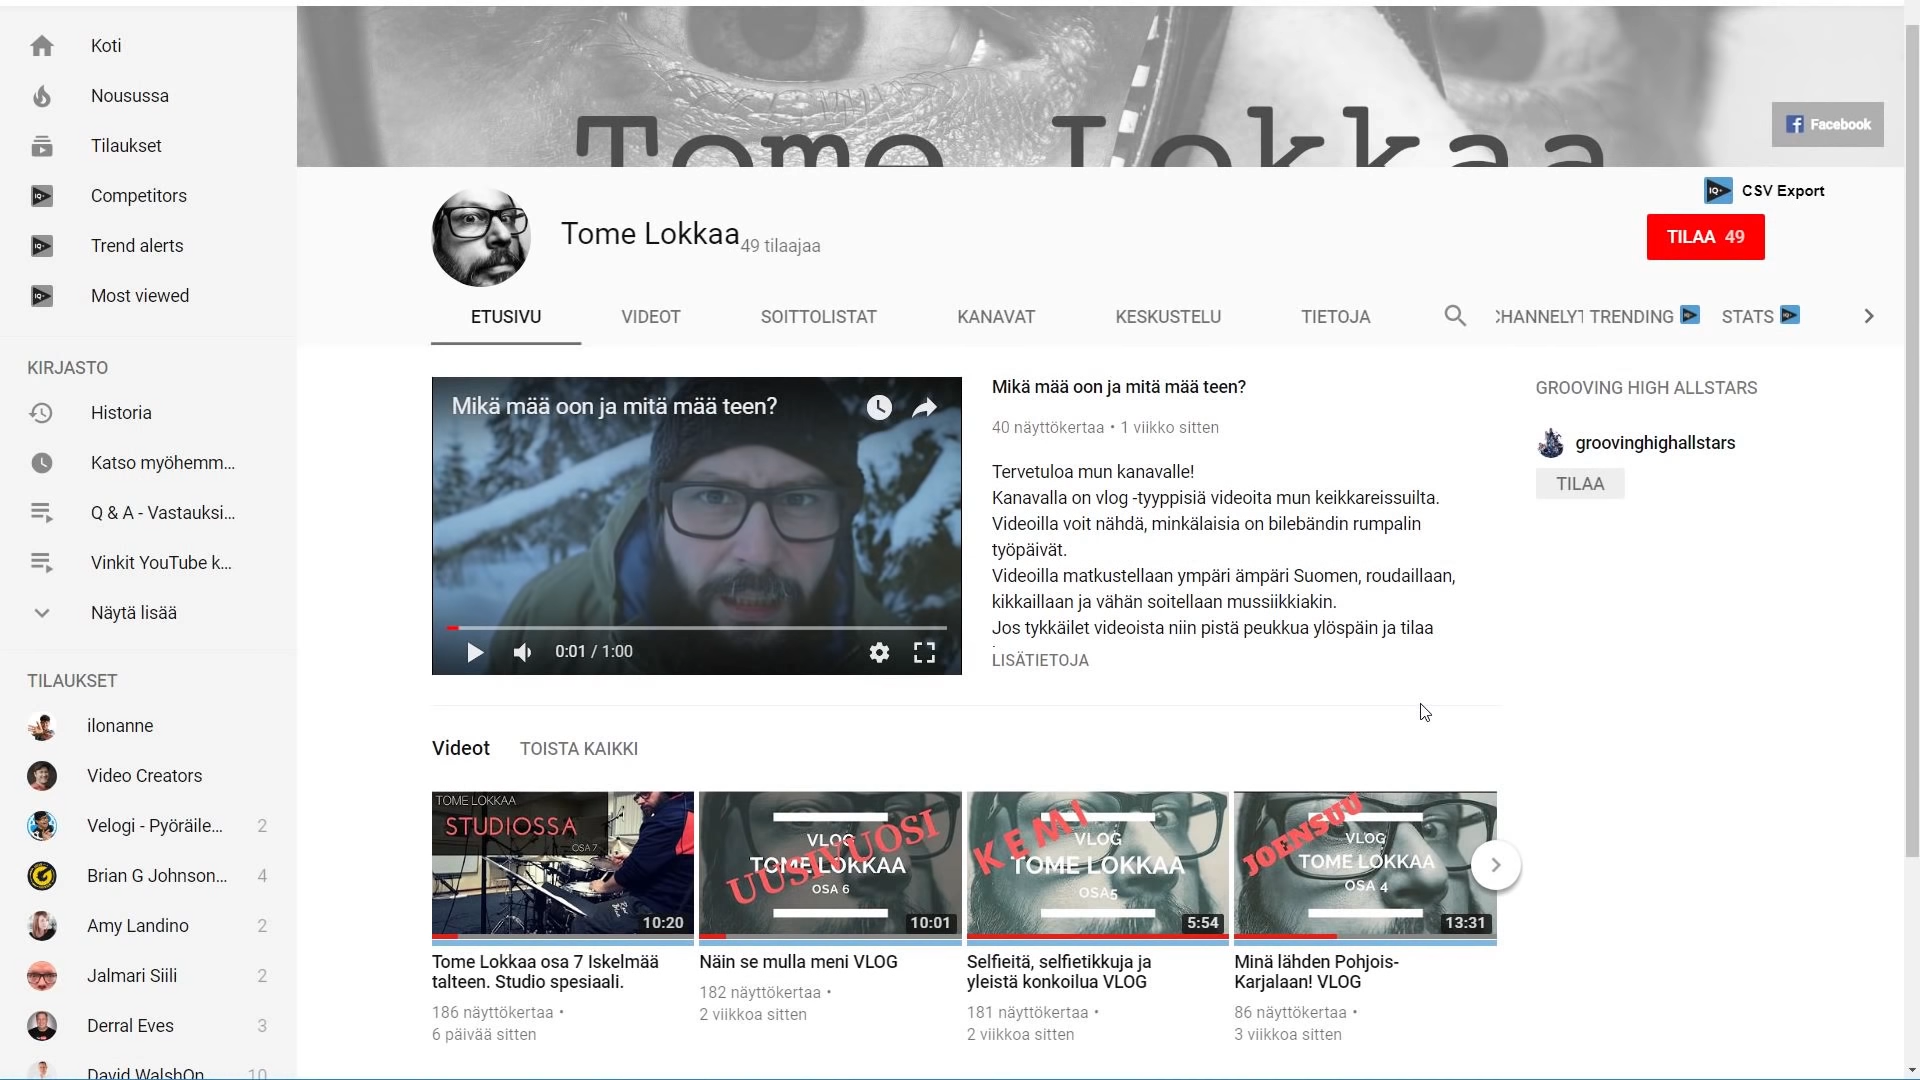 Koti
Nousussa
Tilaukset
Competitors
Trend alerts
Most viewed
KIRJASTO
Historia
Katso myöhemm...
Q & A - Vastauksi...
Vinkit YouTube k...
Näytä lisää
TILAUKSET
ilonanne
Video Creators
Velogi - Pyöräile... 2
Brian G Johnson... 4
Amy Landino 2
Jalmari Siili 2
Derral Eves 3
David WalshOn 10
Tome Lokkaa
Facebook
IQ+ CSV Export
Tome Lokkaa 49 tilaajaa
TILAA 49
ETUSIVU VIDEOT SOITTOLISTAT KANAVAT KESKUSTELU TIETOJA CHANNELYT TRENDING STATS
Mikä mää oon ja mitä mää teen?
0:01 / 1:00
Mikä mää oon ja mitä mää teen?
40 näyttökertaa • 1 viikko sitten
Tervetuloa mun kanavalle!
Kanavalla on vlog -tyyppisiä videoita mun keikkareissuilta.
Videoilla voit nähdä, minkälaisia on bilebändin rumpalin
työpäivät.
Videoilla matkustellaan ympäri ämpäri Suomen, roudaillaan,
kikkaillaan ja vähän soitellaan mussiikkiakin.
Jos tykkäilet videoista niin pistä peukkua ylöspäin ja tilaa
LISÄTIETOJA
GROOVING HIGH ALLSTARS
groovinghighallstars
TILAA
Videot TOISTA KAIKKI
TOME LOKKAA
STUDIOSSA
OSA 7
10:20
Tome Lokkaa osa 7 Iskelmää
talteen. Studio spesiaali.
186 näyttökertaa •
6 päivää sitten
VLOG
TOME LOKKAA
UUSIVUOSI
OSA 6
10:01
Näin se mulla meni VLOG
182 näyttökertaa •
2 viikkoa sitten
KEMI
VLOG
TOME LOKKAA
OSA5
5:54
Selfieitä, selfietikkuja ja
yleistä konkoilua VLOG
181 näyttökertaa •
2 viikkoa sitten
JOENSUU
VLOG
TOME LOKKAA
OSA 4
13:31
Minä lähden Pohjois-
Karjalaan! VLOG
86 näyttökertaa •
3 viikkoa sitten